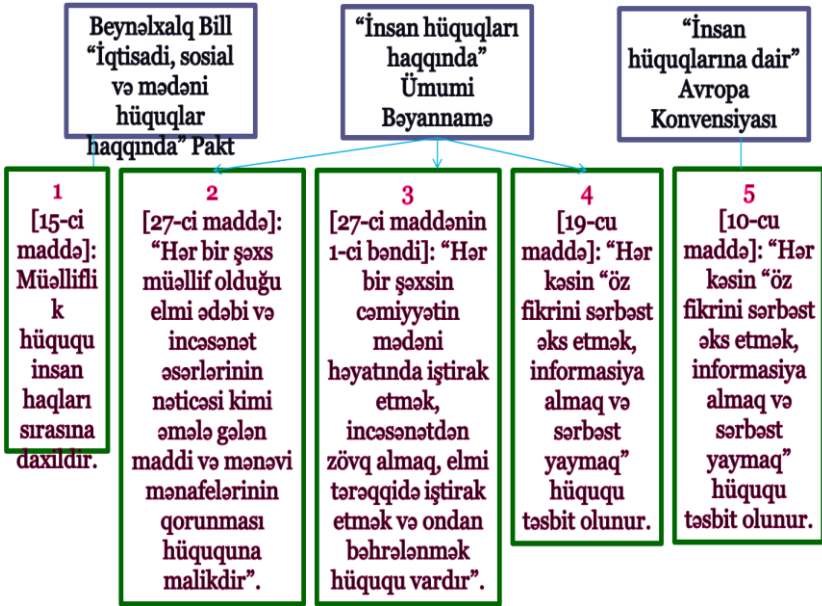 Beynəlxalq Bill
“İqtisadi, sosial
və mədəni
hüquqlar
haqqında” Pakt
“İnsan hüquqları
haqqında”
Ümumi
Bəyannamə
“İnsan
hüquqlarına dair”
Avropa
Konvensiyası
1
[15-ci
maddə]:
Müəllifli
k
hüququ
insan
haqları
sırasına
daxildir.
2
[27-ci maddə]:
“Hər bir şəxs
müəllif olduğu
elmi ədəbi və
incəsənət
əsərlərinin
nəticəsi kimi
əmələ gələn
maddi və mənəvi
mənafelərinin
qorunması
hüququna
malikdir”.
3
[27-ci maddənin
1-ci bəndi]: “Hər
bir şəxsin
cəmiyyətin
mədəni
həyatında iştirak
etmək,
incəsənətdən
zövq almaq, elmi
tərəqqidə iştirak
etmək və ondan
bəhrələnmək
hüququ vardır”.
4
[19-cu
maddə]: “Hər
kəsin “öz
fikrini sərbəst
əks etmək,
informasiya
almaq və
sərbəst
yaymaq”
hüququ
təsbit olunur.
5
[10-cu
maddə]: “Hər
kəsin “öz
fikrini sərbəst
əks etmək,
informasiya
almaq və
sərbəst
yaymaq”
hüququ
təsbit olunur.